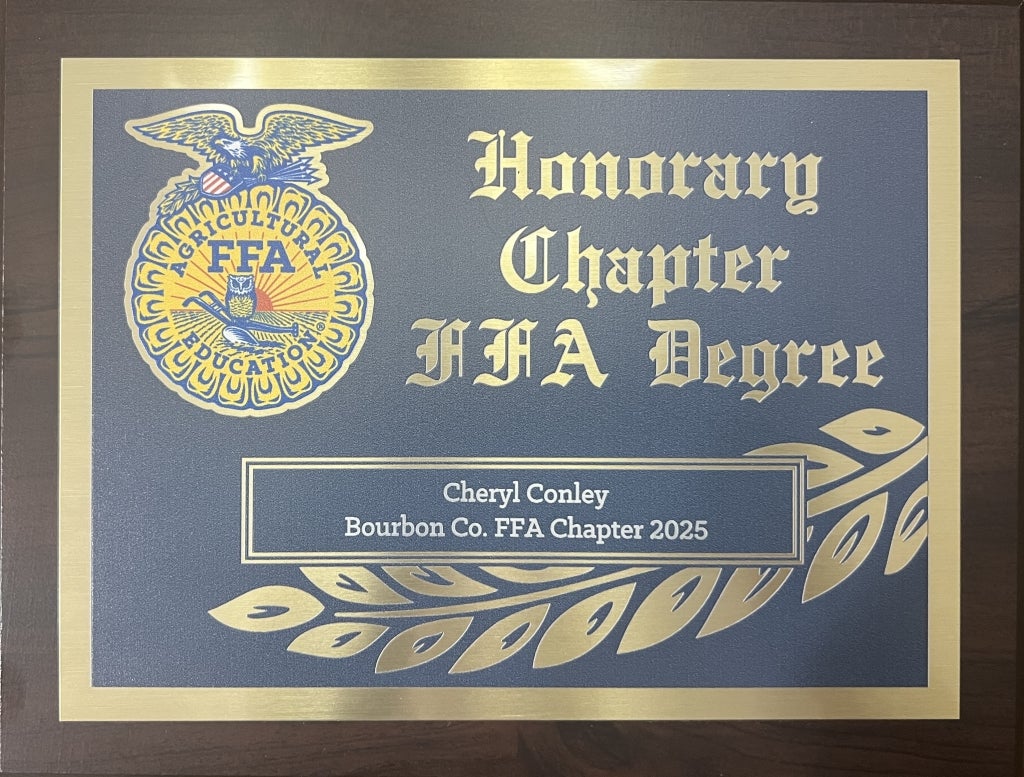 AGRICULTURAL
FFA
EDUCATION
®
Honorary
Chapter
FFA Degree
Cheryl Conley
Bourbon Co. FFA Chapter 2025